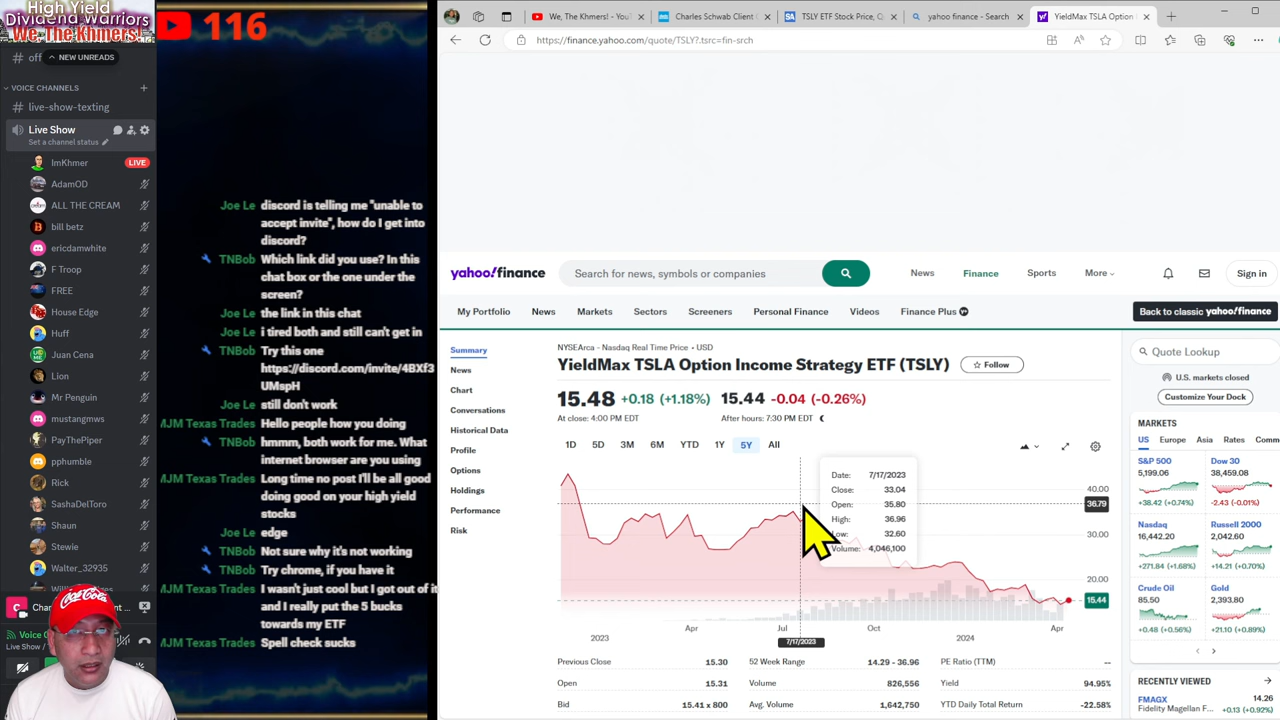 High Yield
Dividend Warriors
We, The Khmers!
# off
NEW UNREADS
VOICE CHANNELS
# live-show-texting
Live Show
Set a channel status
ImKhmer
LIVE
AdamOD
ALL THE CREAM
bill betz
ericdamwhite
F Troop
FREE
House Edge
Huff
Juan Cena
Lion
Mr Penguin
mustangmws
PayThePiper
pphumble
Rick
SashaDelToro
Shaun
Stewie
Walter_32935
Coca-Cola
Live Show /
116
Joe Le discord is telling me "unable to
accept invite", how do I get into
discord?
TNBob Which link did you use? In this
chat box or the one under the
screen?
Joe Le the link in this chat
Joe Le i tired both and still can't get in
TNBob Try this one
https://discord.com/invite/4BXf3
UMspH
Joe Le still don't work
MJM Texas Trades Hello people how you doing
TNBob hmmm, both work for me. What
internet browser are you using
MJM Texas Trades Long time no post I'll be all good
doing good on your high yield
stocks
Joe Le edge
TNBob Not sure why it's not working
TNBob Try chrome, if you have it
MJM Texas Trades I wasn't just cool but I got out of it
and I really put the 5 bucks
towards my ETF
MJM Texas Trades Spell check sucks
We, The Khmers! - YouT
Charles Schwab Client C
TSLY ETF Stock Price, Q
yahoo finance - Search
YieldMax TSLA Option I
https://finance.yahoo.com/quote/TSLY?.tsrc=fin-srch
yahoo!finance
Search for news, symbols or companies
News
Finance
Sports
More
Sign in
My Portfolio
News
Markets
Sectors
Screeners
Personal Finance
Videos
Finance Plus
Back to classic yahoo!finance
Summary
News
Chart
Conversations
Historical Data
Profile
Options
Holdings
Performance
Risk
NYSEArca - Nasdaq Real Time Price • USD
YieldMax TSLA Option Income Strategy ETF (TSLY)
Follow
15.48 +0.18 (+1.18%)
At close: 4:00 PM EDT
15.44 -0.04 (-0.26%)
After hours: 7:30 PM EDT
1D
5D
3M
6M
YTD
1Y
5Y
All
Date: 7/17/2023
Close: 33.04
Open: 35.80
High: 36.96
Low: 32.60
Volume: 4,046,100
40.00
36.79
30.00
20.00
15.44
Apr
Jul
Oct
Apr
2023
7/17/2023
2024
Previous Close 15.30
52 Week Range 14.29 - 36.96
PE Ratio (TTM) --
Open 15.31
Volume 826,556
Yield 94.95%
Bid 15.41 x 800
Avg. Volume 1,642,750
YTD Daily Total Return -22.58%
Quote Lookup
U.S. markets closed
Customize Your Dock
MARKETS
US
Europe
Asia
Rates
Comm
S&P 500
5,199.06
+38.42 (+0.74%)
Dow 30
38,459.08
-2.43 (-0.01%)
Nasdaq
16,442.20
+271.84 (+1.68%)
Russell 2000
2,042.60
+14.21 (+0.70%)
Crude Oil
85.50
+0.48 (+0.56%)
Gold
2,393.80
+21.10 (+0.89%)
RECENTLY VIEWED
FMAGX
Fidelity Magellan F...
14.26
+0.13 (+0.92%)